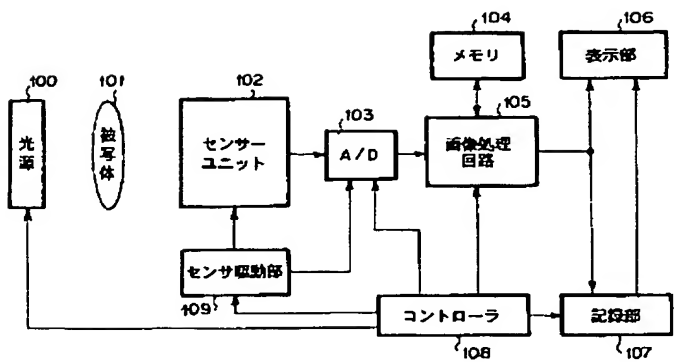 104
106
100
101
102
メモリ
表示部
103
105
光源
被写体
センサー
ユニット
A/D
画像処理
回路
センサ駆動部
109
コントローラ
108
記録部
107